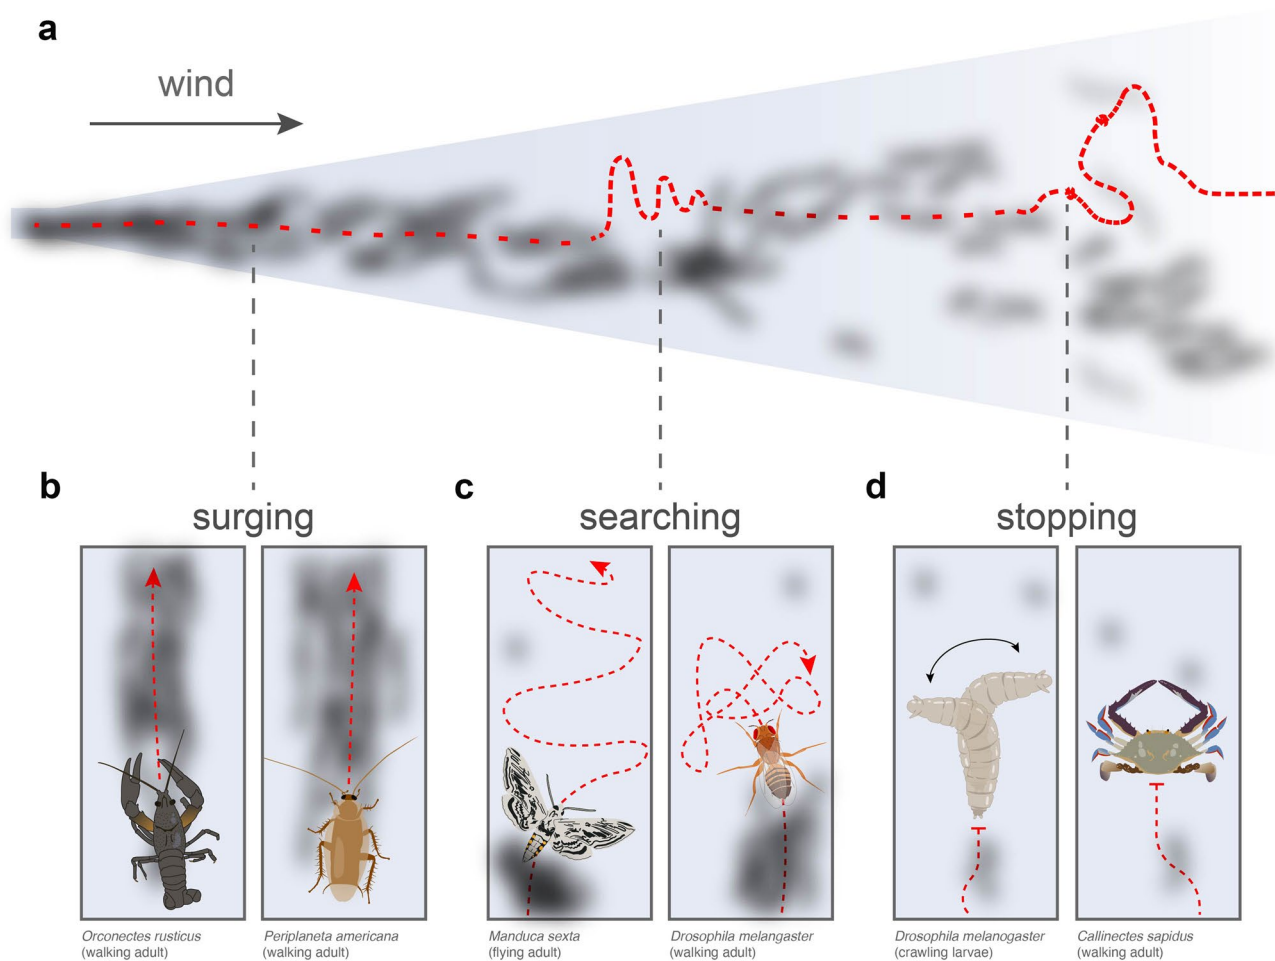 a
wind
b
surging
c
searching
d
stopping
Orconectes rusticus
(walking adult)
Periplaneta americana
(walking adult)
Manduca sexta
(flying adult)
Drosophila melangaster
(walking adult)
Drosophila melanogaster
(crawling larvae)
Callinectes sapidus
(walking adult)